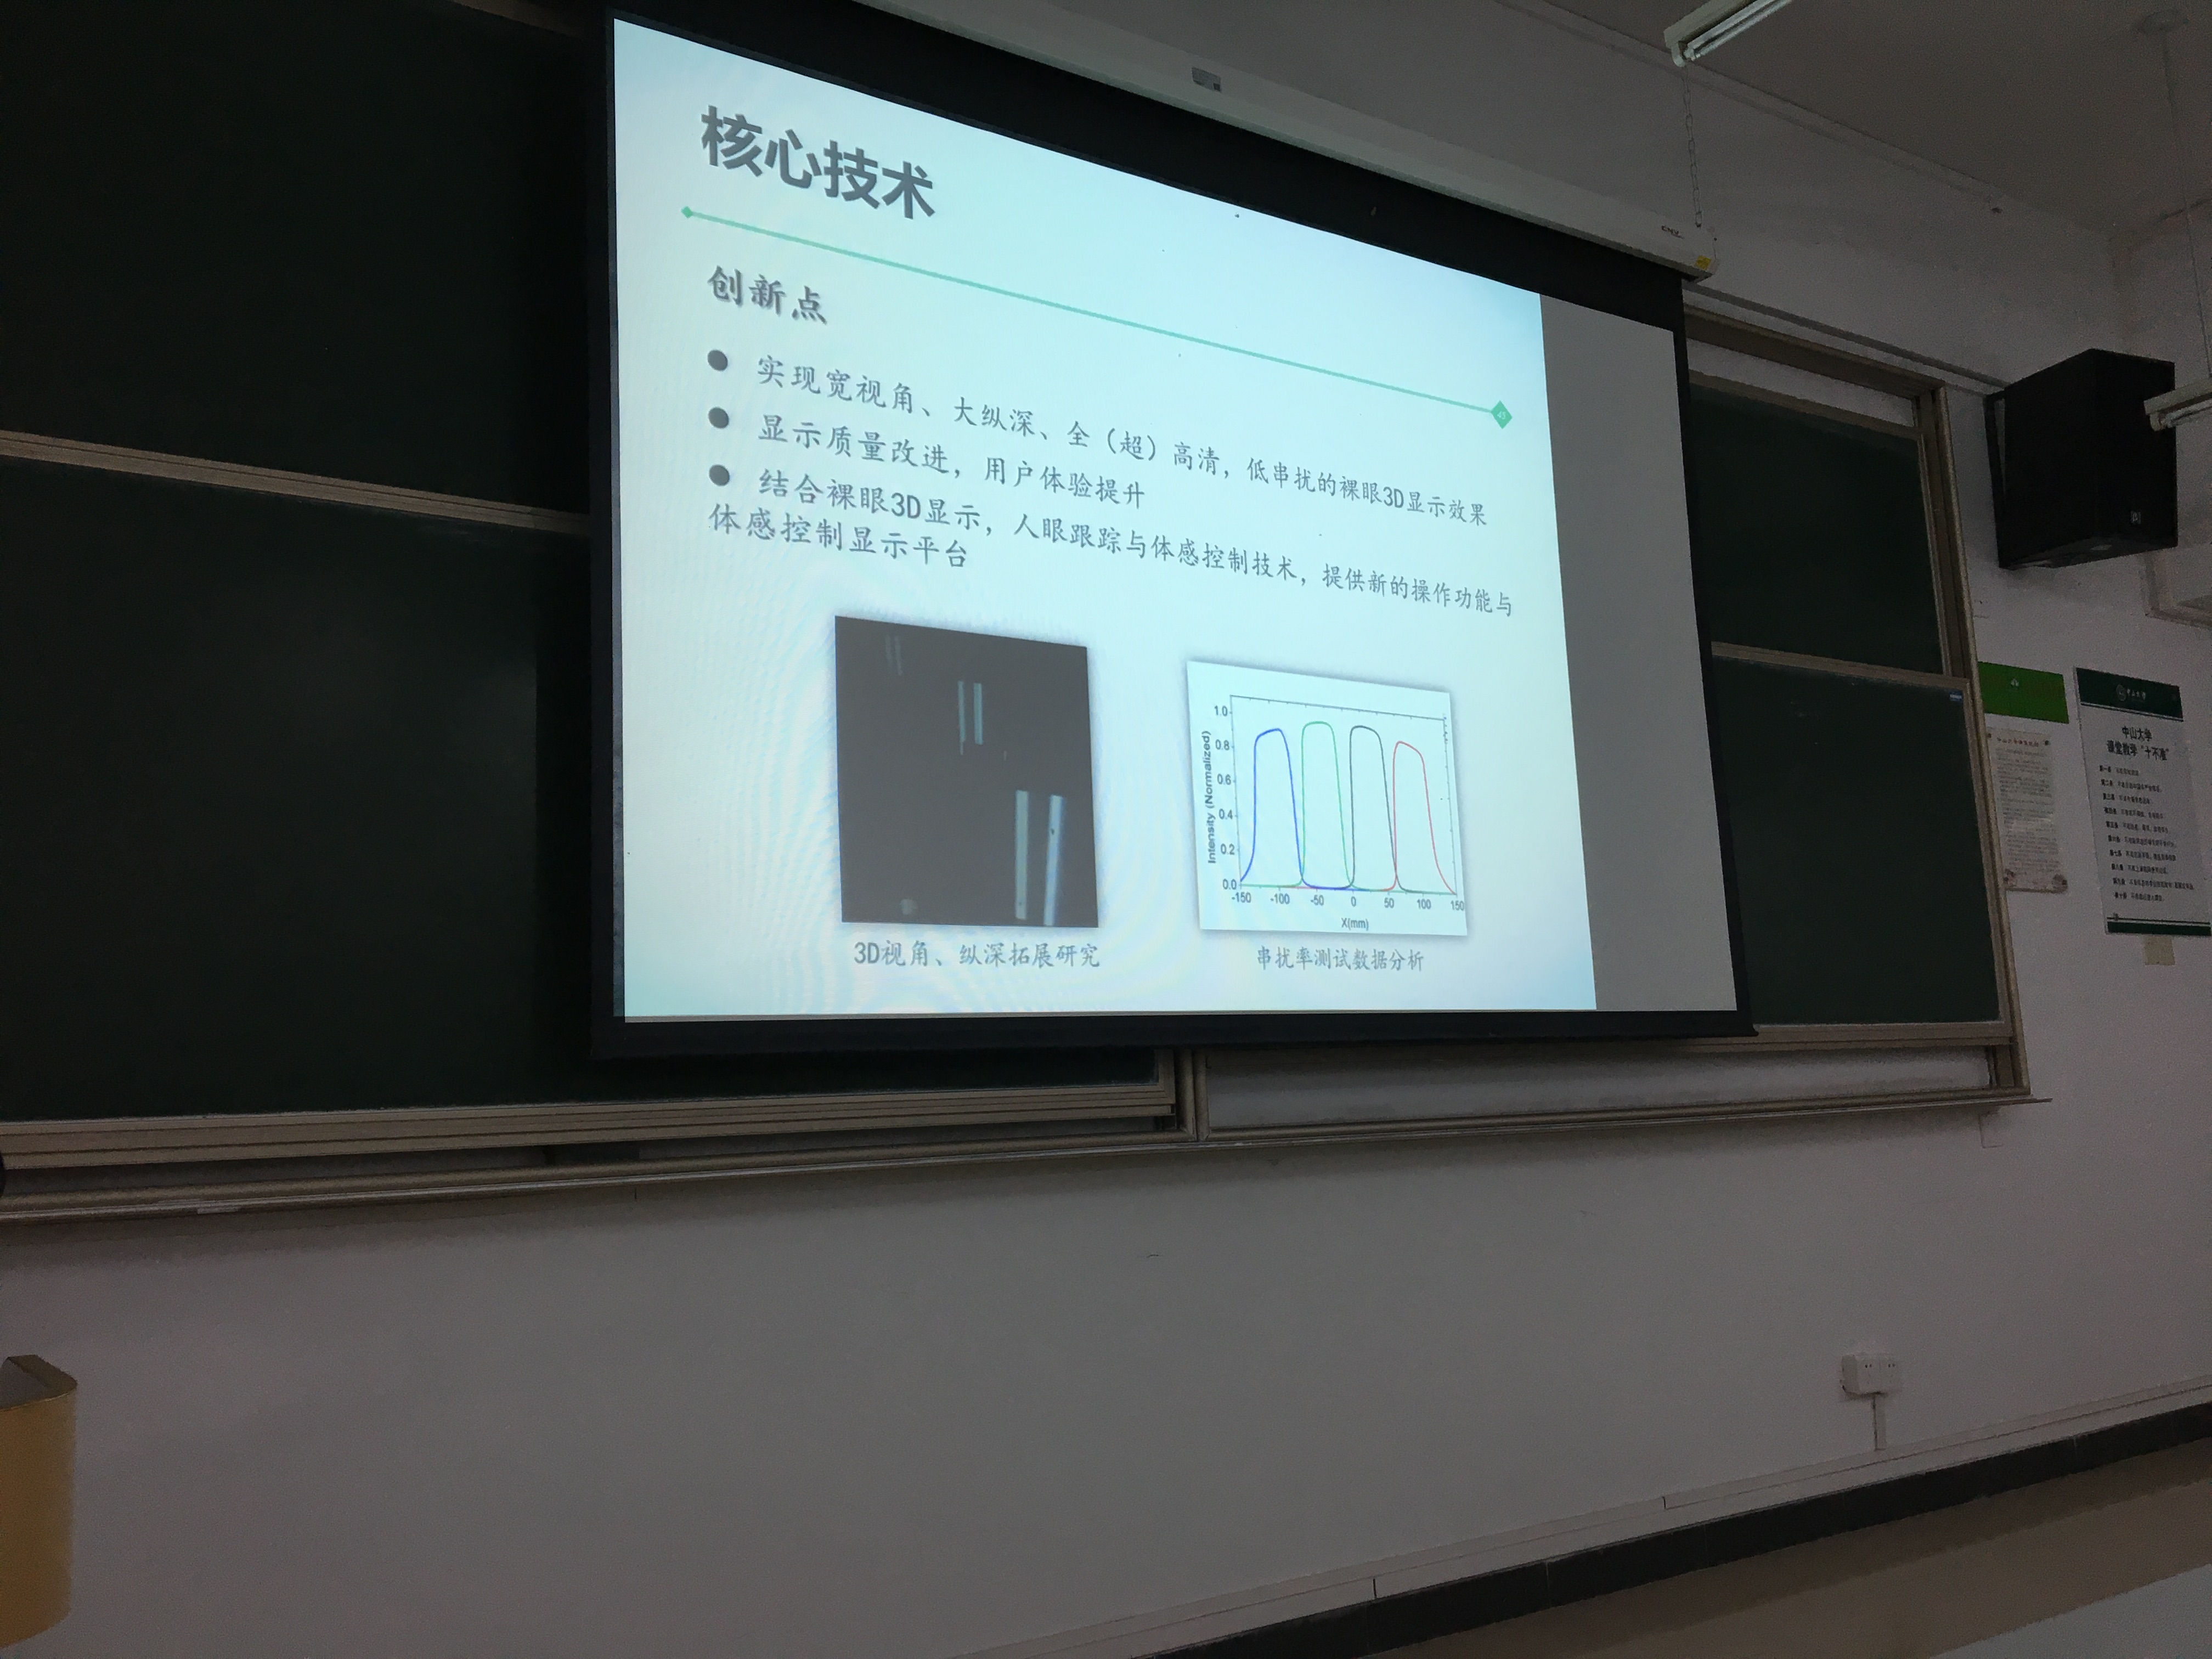 核心技术
45
创新点
● 实现宽视角、大纵深、全（超）高清，低串扰的裸眼3D显示效果
● 显示质量改进，用户体验提升
● 结合裸眼3D显示，人眼跟踪与体感控制技术，提供新的操作功能与
体感控制显示平台
Intensity (Normalized)
1.0
0.8
0.6
0.4
0.2
0.0
-150 -100 -50 0 50 100 150
X(mm)
3D视角、纵深拓展研究
串扰率测试数据分析
中山大学
中山大学
课堂教学“十不准”